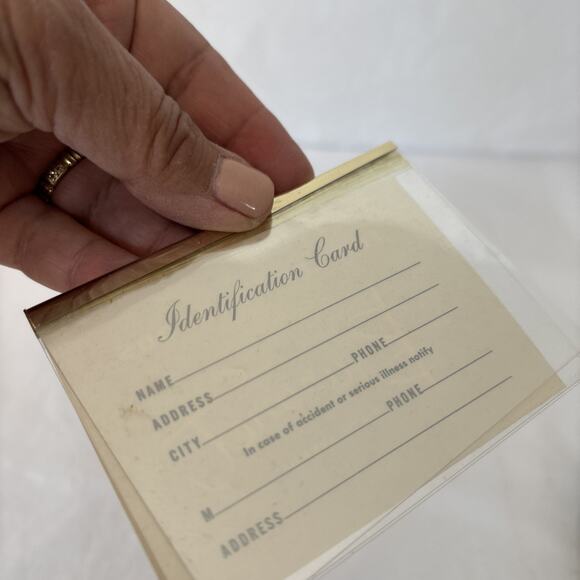 Identification Card
NAME
ADDRESS
CITY PHONE
In case of accident or serious illness notify
M PHONE
ADDRESS